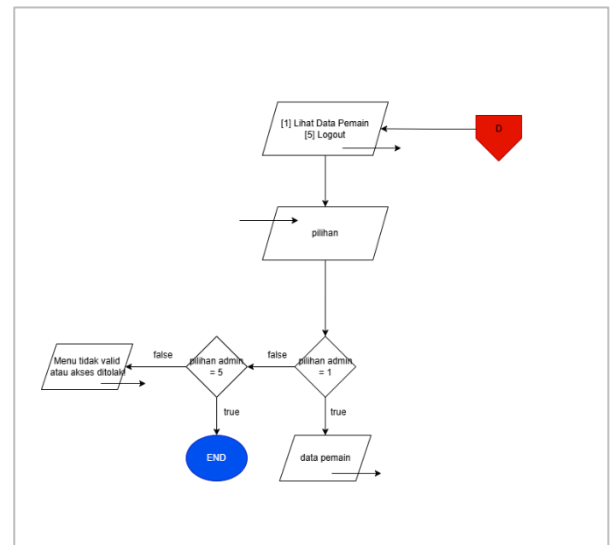 [1] Lihat Data Pemain
[5] Logout
D
pilihan
Menu tidak valid
atau akses ditolak!
false
pilihan admin
= 5
false
pilihan admin
= 1
true
true
END
data pemain